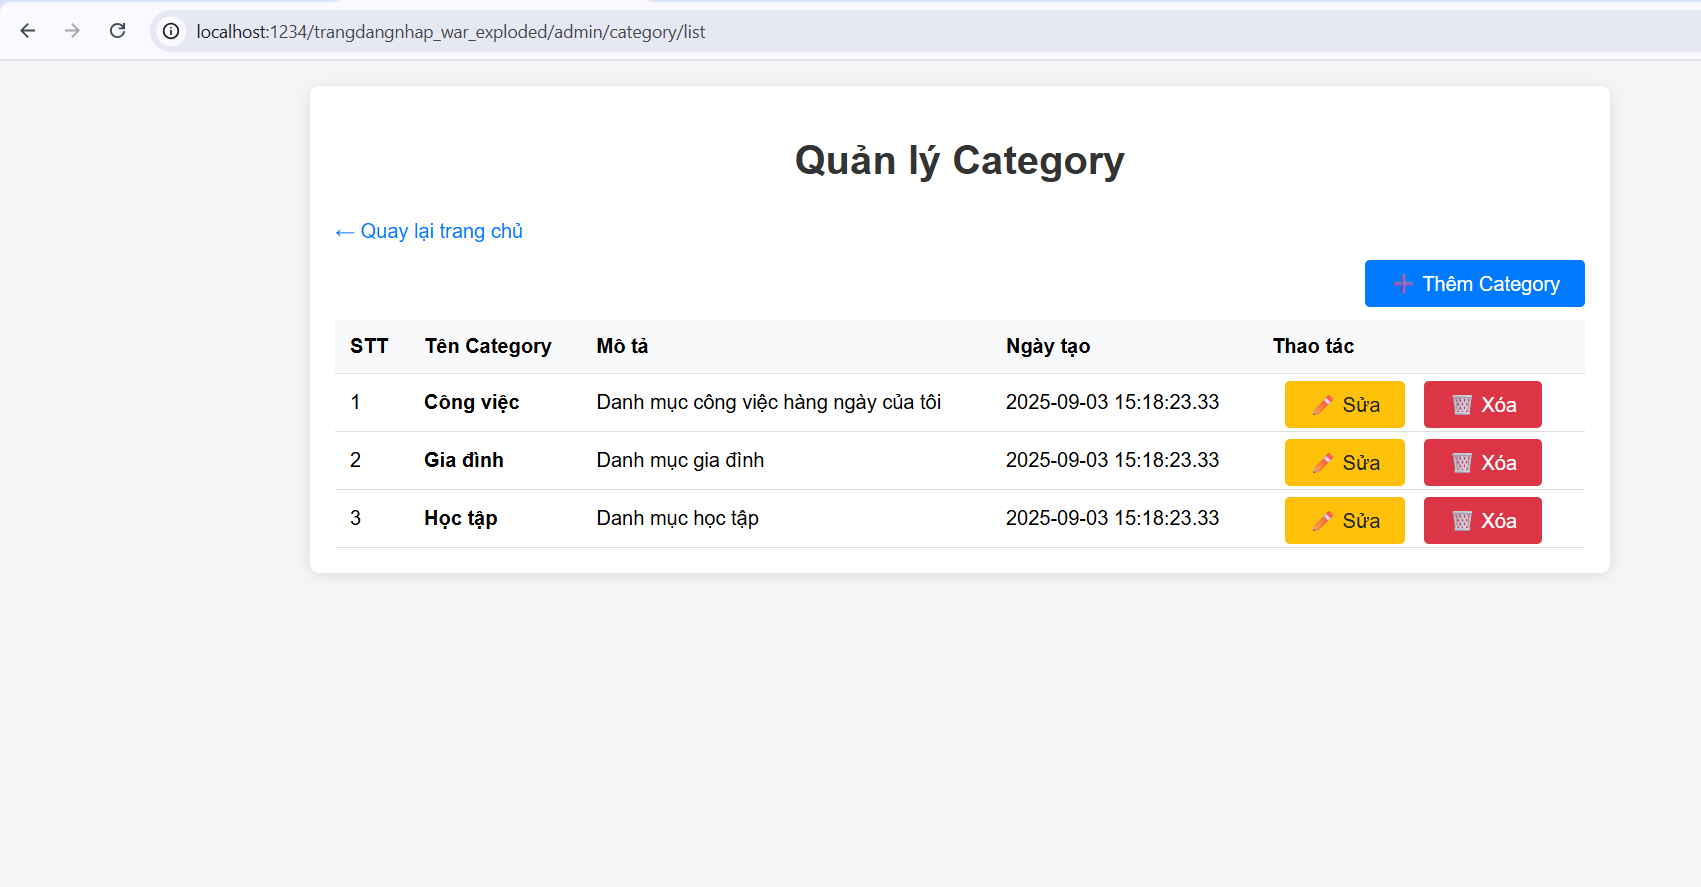 localhost:1234/trangdangnhap_war_exploded/admin/category/list
Quản lý Category
← Quay lại trang chủ
➕ Thêm Category
STT Tên Category Mô tả Ngày tạo Thao tác
1 Công việc Danh mục công việc hàng ngày của tôi 2025-09-03 15:18:23.33 ✏️ Sửa 🗑️ Xóa
2 Gia đình Danh mục gia đình 2025-09-03 15:18:23.33 ✏️ Sửa 🗑️ Xóa
3 Học tập Danh mục học tập 2025-09-03 15:18:23.33 ✏️ Sửa 🗑️ Xóa